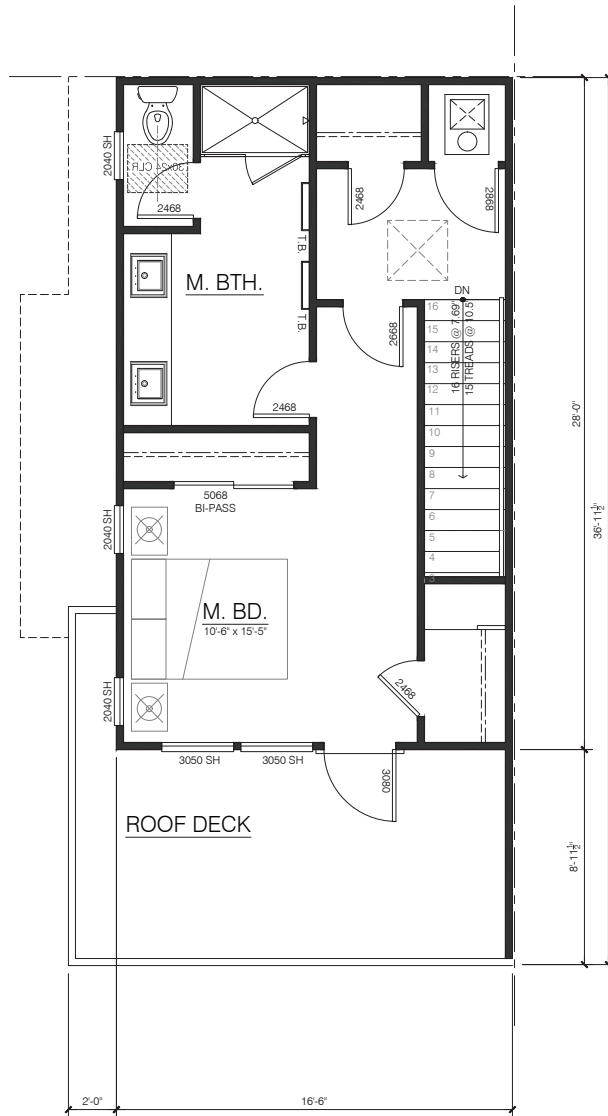 2040 SH
30x24 CLR
2468
2468
2868
T.B.
M. BTH.
T.B.
DN
16 RISERS @ 7.69"
15 TREADS @ 10.5
16
15
14
13
12
11
10
9
8
7
6
5
4
3
2668
2468
28'-0"
36'-11½"
5068
BI-PASS
2040 SH
M. BD.
10'-6" x 15'-5"
2468
2040 SH
3050 SH
3050 SH
3080
ROOF DECK
8'-11½"
2'-0"
16'-6"